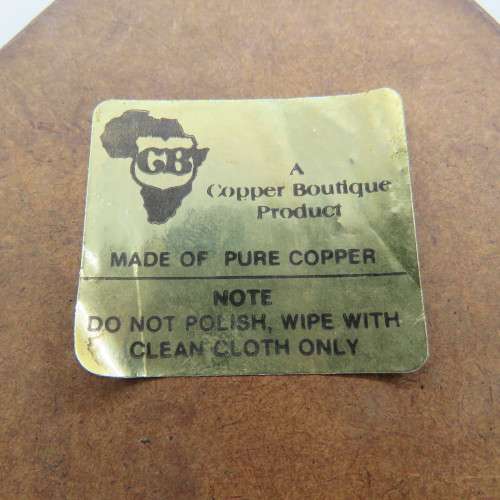 CB
A
Copper Boutique
Product
MADE OF PURE COPPER
NOTE
DO NOT POLISH, WIPE WITH
CLEAN CLOTH ONLY